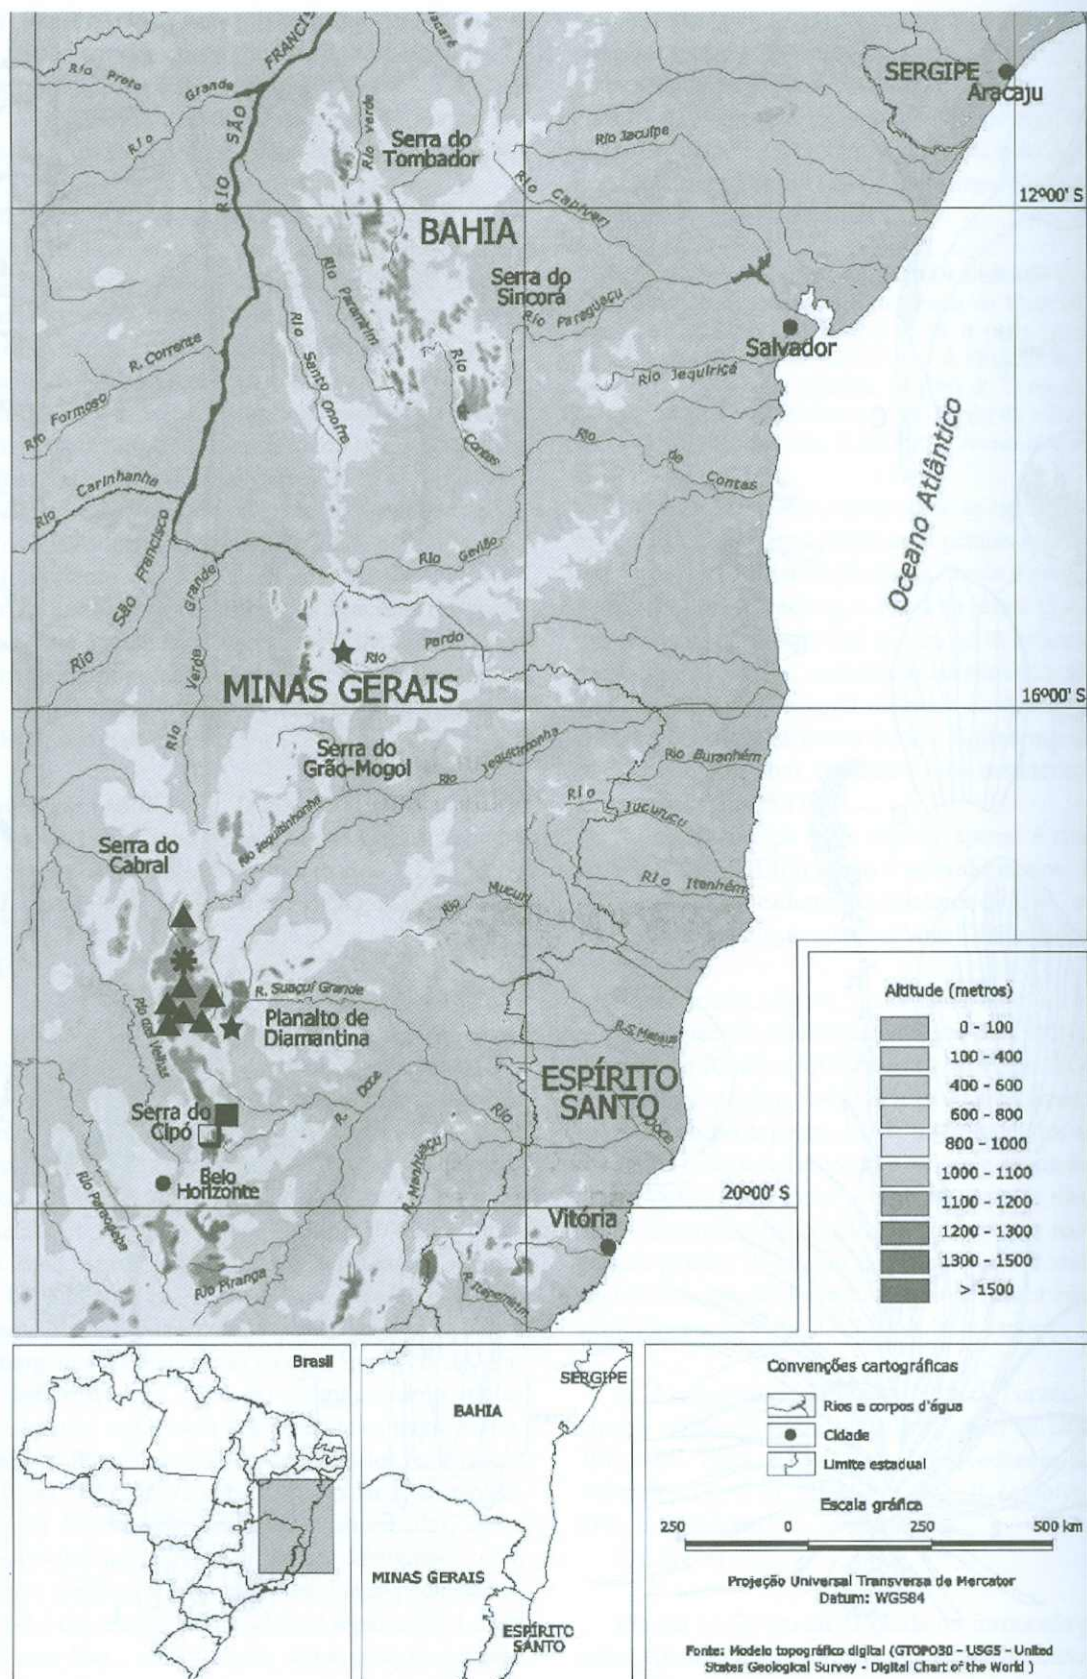 FRANCIS
acaré
SERGIPE
Aracaju
Rio Preto
Grande
Rio
RIO SÃO
Rio Verde
Serra do
Tombador
Rio Jacuípe
Rio Capivari
12º00' S
BAHIA
Serra do
Sincorá
Rio Paramirim
Rio Paraguaçu
Salvador
R. Corrente
Rio Santo Onofre
Rio
Contas
Rio Jequiriçá
Rio Formoso
Rio
de
Contas
Oceano Atlântico
Rio Carinhanha
Rio São Francisco
Rio Gavião
Rio Verde Grande
Rio Pardo
MINAS GERAIS
16º00' S
Serra do
Grão-Mogol
Rio Jequitinhonha
Rio Buranhém
Rio Jucuruçu
Serra do
Cabral
Rio Jequitinhonha
Rio Itanhém
Rio Mucuri
R. Suaçuí Grande
Rio das Velhas
Planalto de
Diamantina
R. S. Mateus
ESPÍRITO
SANTO
R. Doce
Rio Doce
Serra do
Cipó
Belo
Horizonte
R. Manhuaçu
Rio Paraopeba
20º00' S
Vitória
Rio Piranga
R. Itapemirim
Altitude (metros)
0 - 100
100 - 400
400 - 600
600 - 800
800 - 1000
1000 - 1100
1100 - 1200
1200 - 1300
1300 - 1500
> 1500
Brasil
SERGIPE
BAHIA
MINAS GERAIS
ESPÍRITO
SANTO
Convenções cartográficas
Rios e corpos d'água
Cidade
Limite estadual
Escala gráfica
250 0 250 500 km
Projeção Universal Transversa de Mercator
Datum: WGS84
Fonte: Modelo topográfico digital (GTOPO30 - USGS - United
States Geological Survey - Digital Chart of the World )